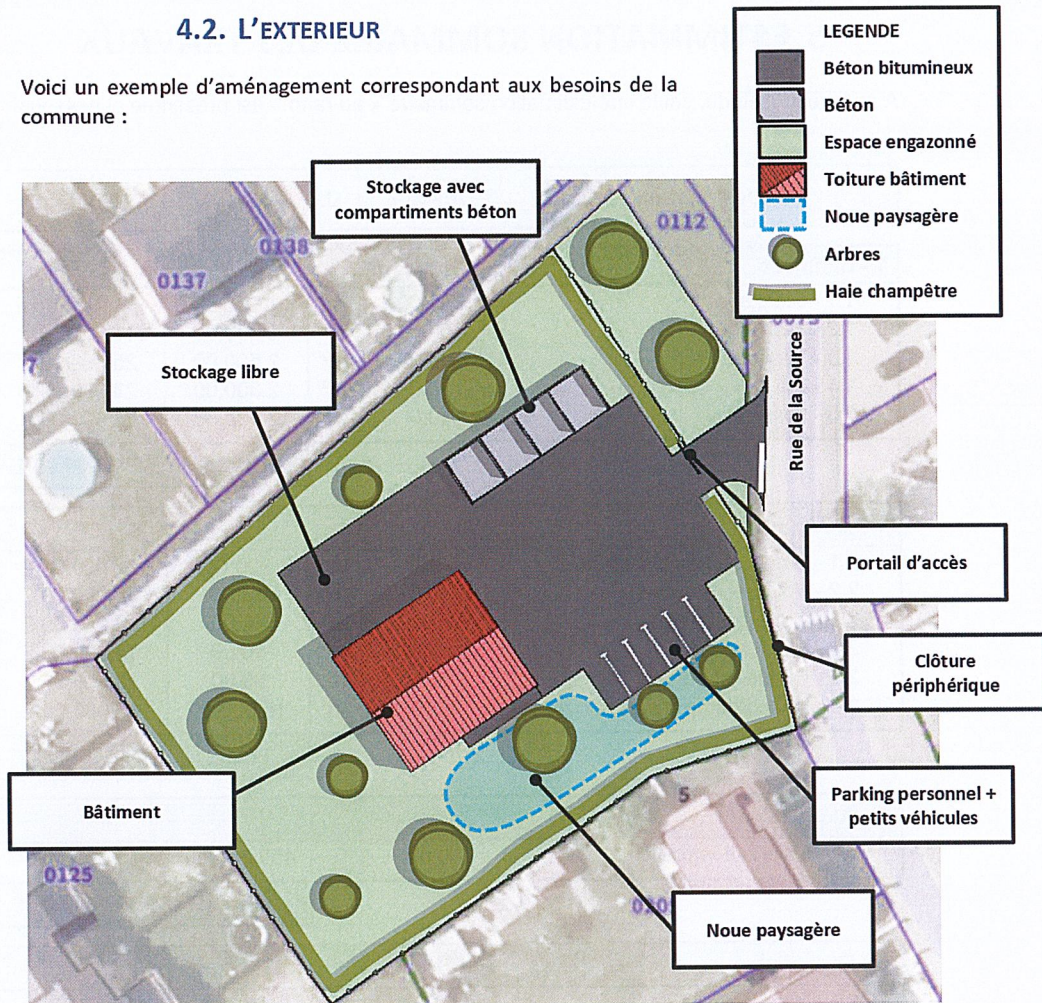 4.2. L'EXTERIEUR
Voici un exemple d'aménagement correspondant aux besoins de la
commune :
LEGENDE
Béton bitumineux
Béton
Espace engazonné
Toiture bâtiment
Noue paysagère
Arbres
Haie champêtre
Stockage avec
compartiments béton
0112
0138
0137
Stockage libre
Rue de la Source
Portail d'accès
Clôture
périphérique
Parking personnel +
petits véhicules
Bâtiment
5
0125
Noue paysagère